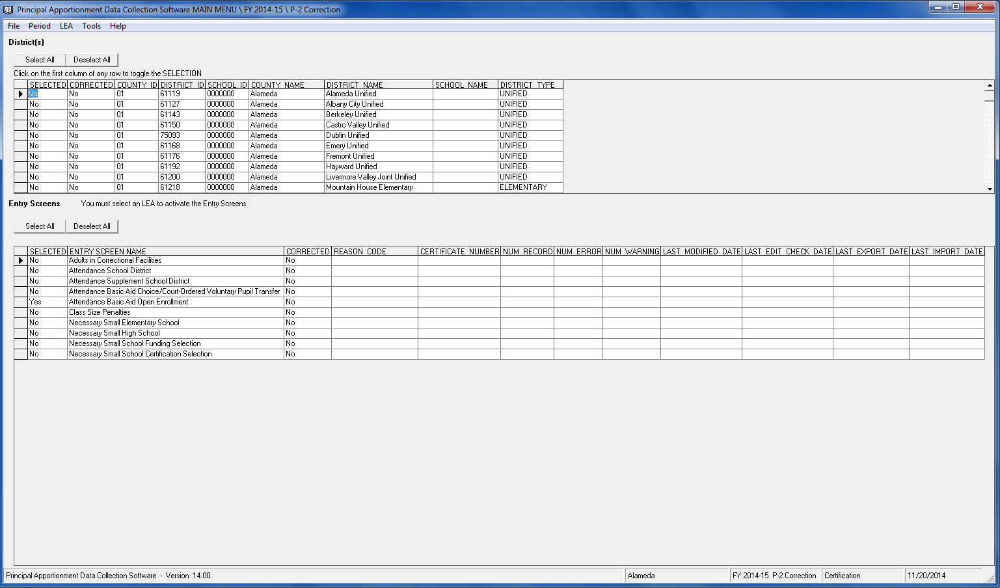 Principal Apportionment Data Collection Software MAIN MENU \ FY 2014-15 \ P-2 Correction
File Period LEA Tools Help
District(s)
Select All Deselect All
Click on the first column of any row to toggle the SELECTION
SELECTED CORRECTED COUNTY_ID DISTRICT_ID SCHOOL_ID COUNTY_NAME DISTRICT_NAME SCHOOL_NAME DISTRICT_TYPE
No No 01 61119 0000000 Alameda Alameda Unified UNIFIED
No No 01 61127 0000000 Alameda Albany City Unified UNIFIED
No No 01 61143 0000000 Alameda Berkeley Unified UNIFIED
No No 01 61150 0000000 Alameda Castro Valley Unified UNIFIED
No No 01 75093 0000000 Alameda Dublin Unified UNIFIED
No No 01 61168 0000000 Alameda Emery Unified UNIFIED
No No 01 61176 0000000 Alameda Fremont Unified UNIFIED
No No 01 61192 0000000 Alameda Hayward Unified UNIFIED
No No 01 61200 0000000 Alameda Livermore Valley Joint Unified UNIFIED
No No 01 61218 0000000 Alameda Mountain House Elementary ELEMENTARY
Entry Screens You must select an LEA to activate the Entry Screens
Select All Deselect All
SELECTED ENTRY SCREEN NAME CORRECTED REASON_CODE CERTIFICATE_NUMBER NUM_RECORD NUM_ERROR NUM_WARNING LAST_MODIFIED_DATE LAST_EDIT_CHECK_DATE LAST_EXPORT_DATE LAST_IMPORT_DATE
No Adults in Correctional Facilities No
No Attendance School District No
No Attendance Supplement School District No
No Attendance Basic Aid Choice/Court-Ordered Voluntary Pupil Transfer No
Yes Attendance Basic Aid Open Enrollment No
No Class Size Penalties No
No Necessary Small Elementary School No
No Necessary Small High School No
No Necessary Small School Funding Selection No
No Necessary Small School Certification Selection No
Principal Apportionment Data Collection Software - Version 14.00 Alameda FY 2014-15 P-2 Correction Certification 11/20/2014